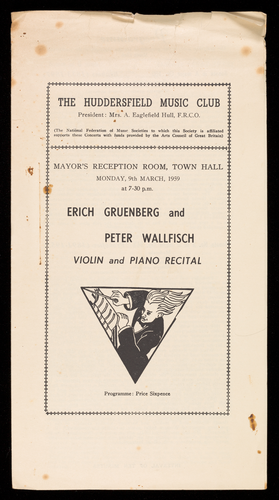 THE HUDDERSFIELD MUSIC CLUB
President: Mrs. A. Eaglefield Hull, F.R.C.O.
(The National Federation of Music Societies to which this Society is affiliated
supports these Concerts with funds provided by the Arts Council of Great Britain)
MAYOR'S RECEPTION ROOM, TOWN HALL
MONDAY, 9th MARCH, 1959
at 7-30 p.m.
ERICH GRUENBERG and
PETER WALLFISCH
VIOLIN and PIANO RECITAL
Programme: Price Sixpence